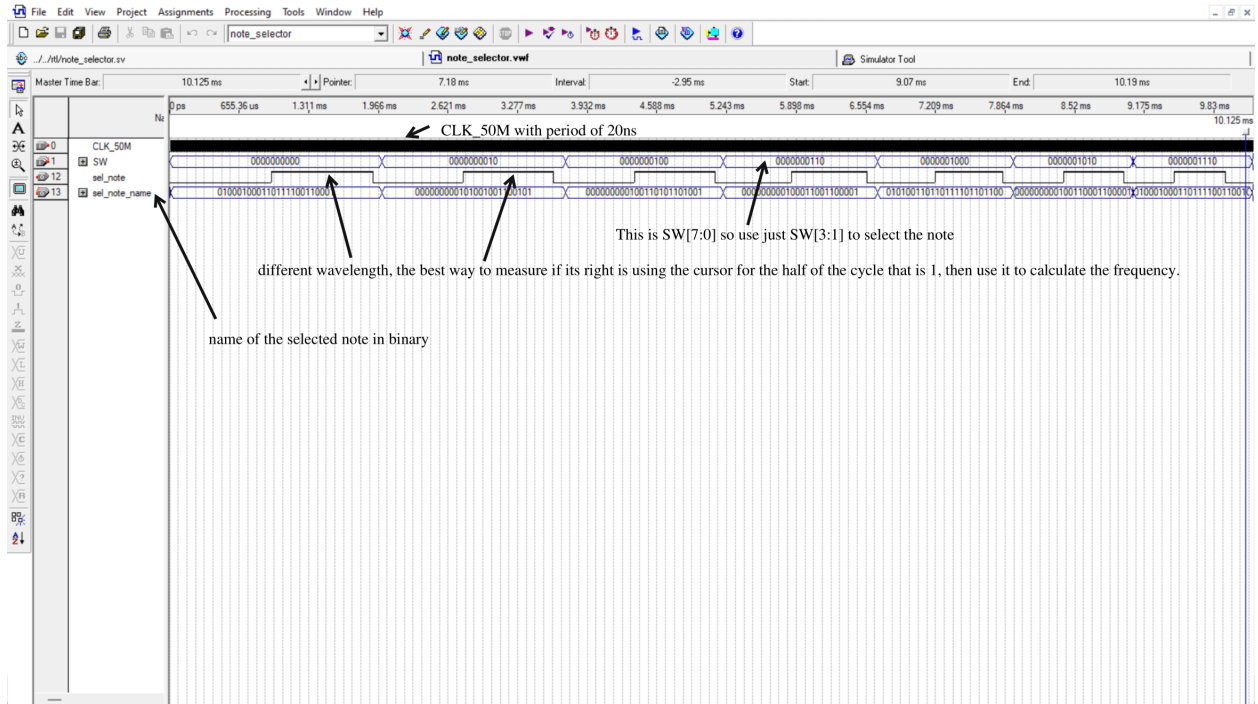 File Edit View Project Assignments Processing Tools Window Help
note_selector
../../rtl/note_selector.sv
note_selector.vwf
Simulator Tool
Master Time Bar: 10.125 ms Pointer: 7.18 ms Interval: -2.95 ms Start: 9.07 ms End: 10.19 ms
Na
0 ps 655.36 us 1.311 ms 1.966 ms 2.621 ms 3.277 ms 3.932 ms 4.588 ms 5.243 ms 5.898 ms 6.554 ms 7.209 ms 7.864 ms 8.52 ms 9.175 ms 9.83 ms
10.125 ms
CLK_50M with period of 20ns
0 CLK_50M
1 SW 0000000000 0000000010 0000000100 0000000110 0000001000 0000001010 0000001110
12 sel_note
13 sel_note_name
This is SW[7:0] so use just SW[3:1] to select the note
different wavelength, the best way to measure if its right is using the cursor for the half of the cycle that is 1, then use it to calculate the frequency.
name of the selected note in binary